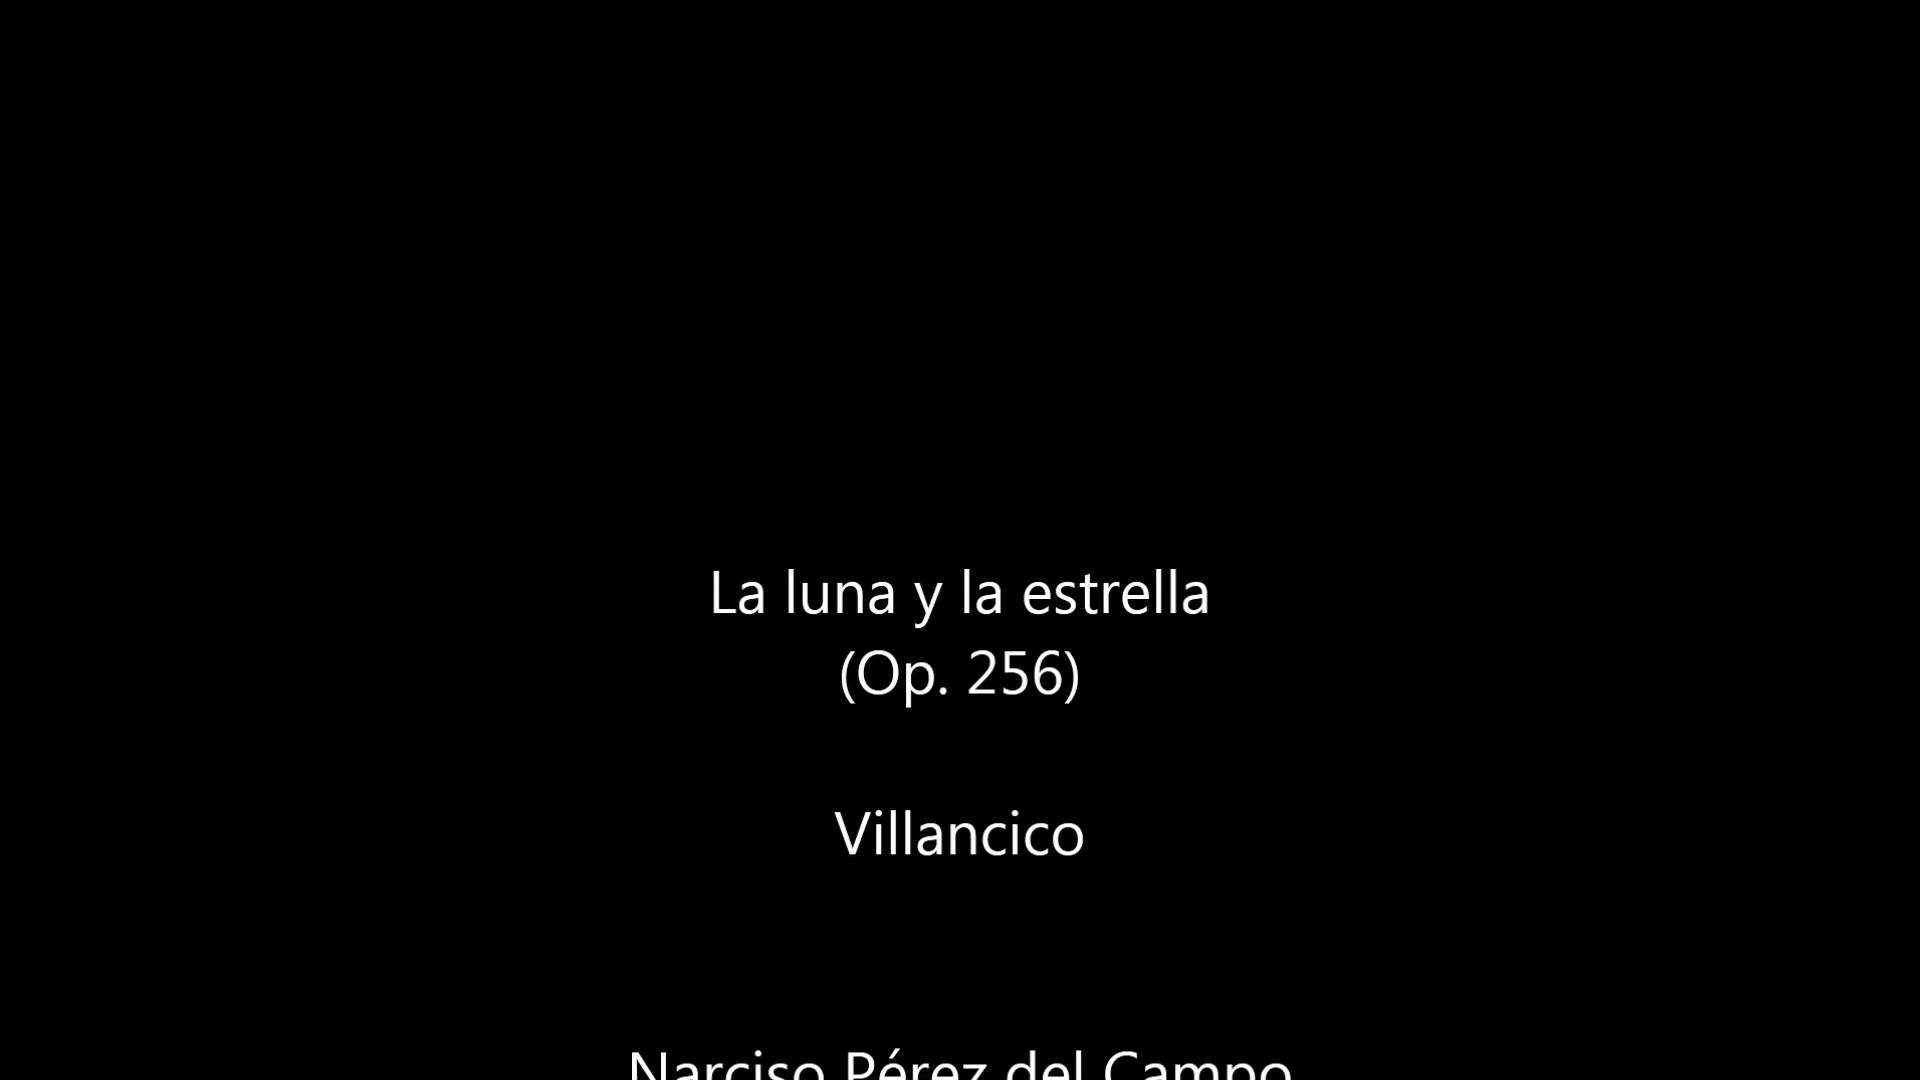 La luna y la estrella
(Op. 256)
Villancico
Narciso Pérez del Campo